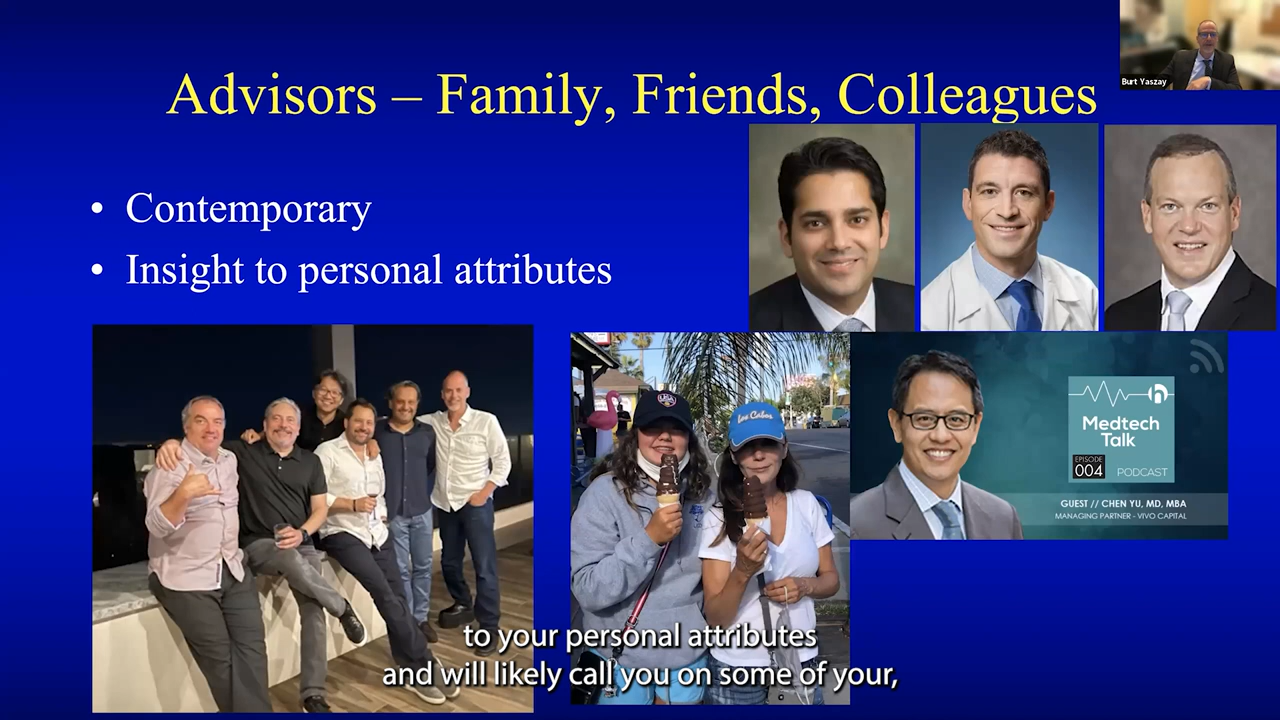 Burt Yaszay
Advisors – Family, Friends, Colleagues
• Contemporary
• Insight to personal attributes
USA
Los Cabos
Medtech
Talk
EPISODE
004
PODCAST
GUEST // CHEN YU, MD, MBA
MANAGING PARTNER - VIVO CAPITAL
to your personal attributes
and will likely call you on some of your,